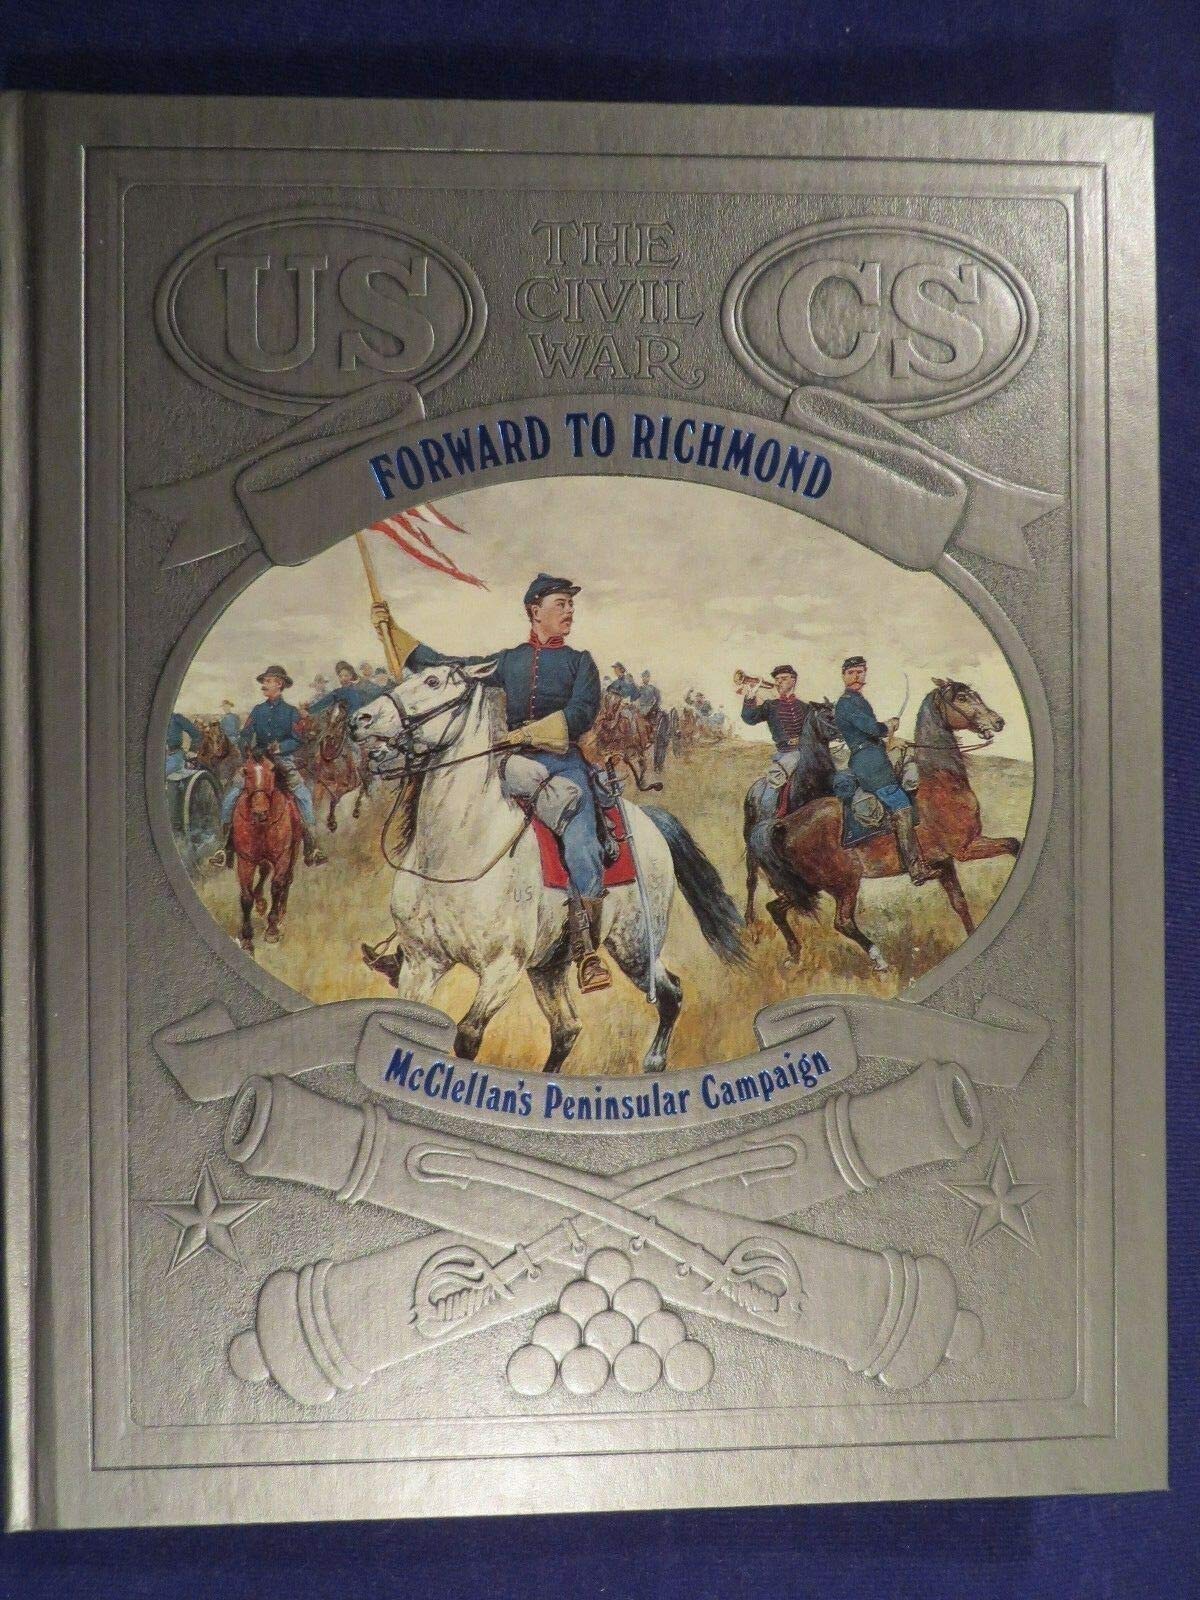 US
THE
CIVIL
WAR
CS
FORWARD TO RICHMOND
US
McClellan's Peninsular Campaign